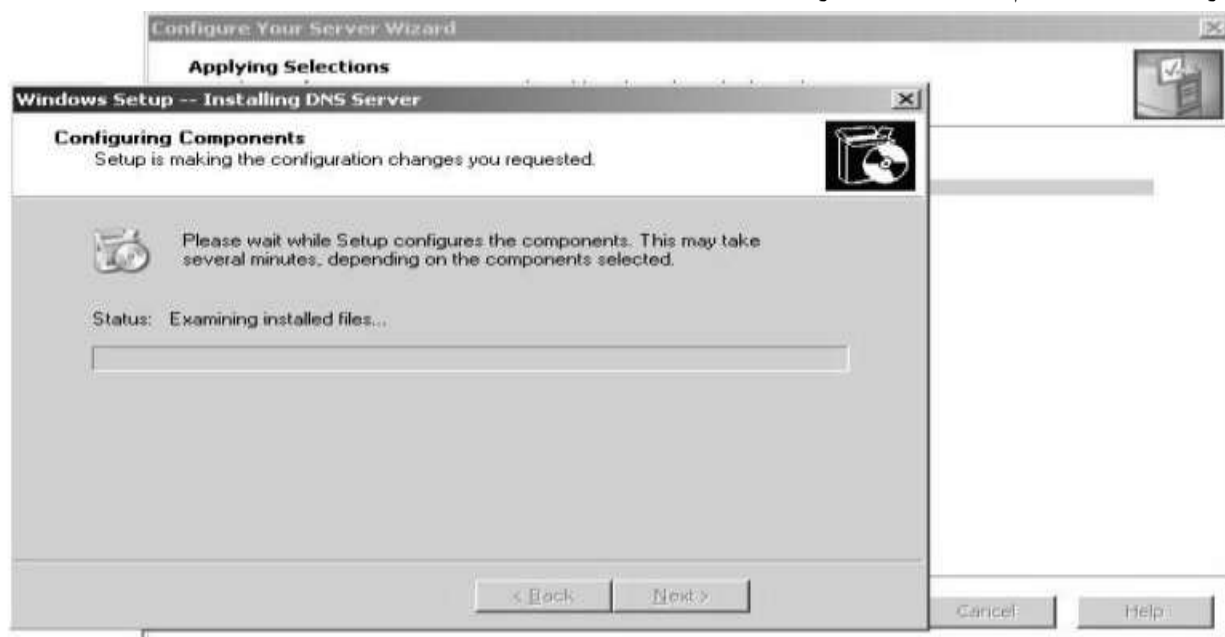 Configure Your Server Wizard
Applying Selections
Windows Setup -- Installing DNS Server
Configuring Components
Setup is making the configuration changes you requested.
Please wait while Setup configures the components. This may take
several minutes, depending on the components selected.
Status: Examining installed files...
< Back
Next >
Cancel
Help